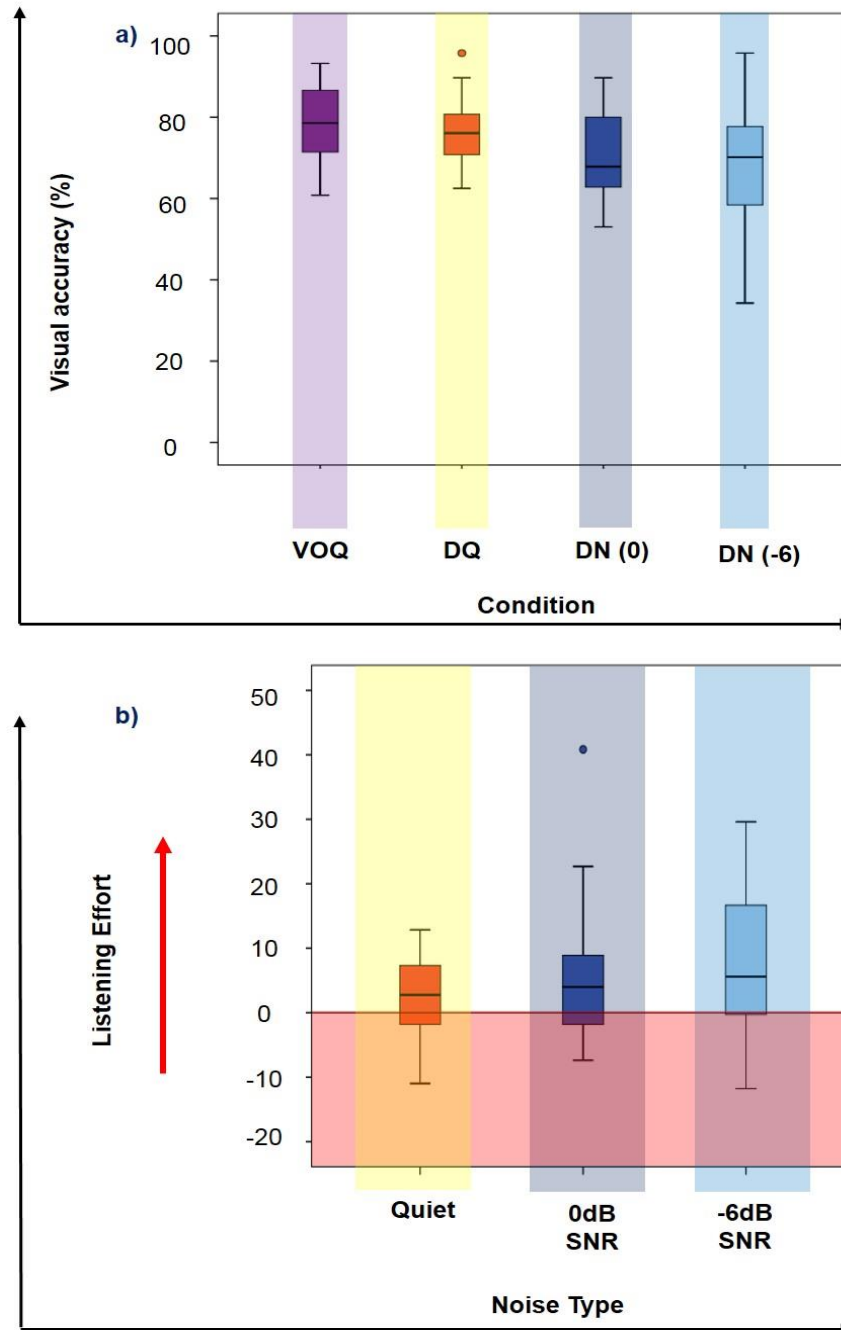 a)
100
80
60
40
20
0
Visual accuracy (%)
VOQ
DQ
DN (0)
DN (-6)
Condition
b)
50
40
30
20
10
0
-10
-20
Listening Effort
Quiet
0dB
SNR
-6dB
SNR
Noise Type